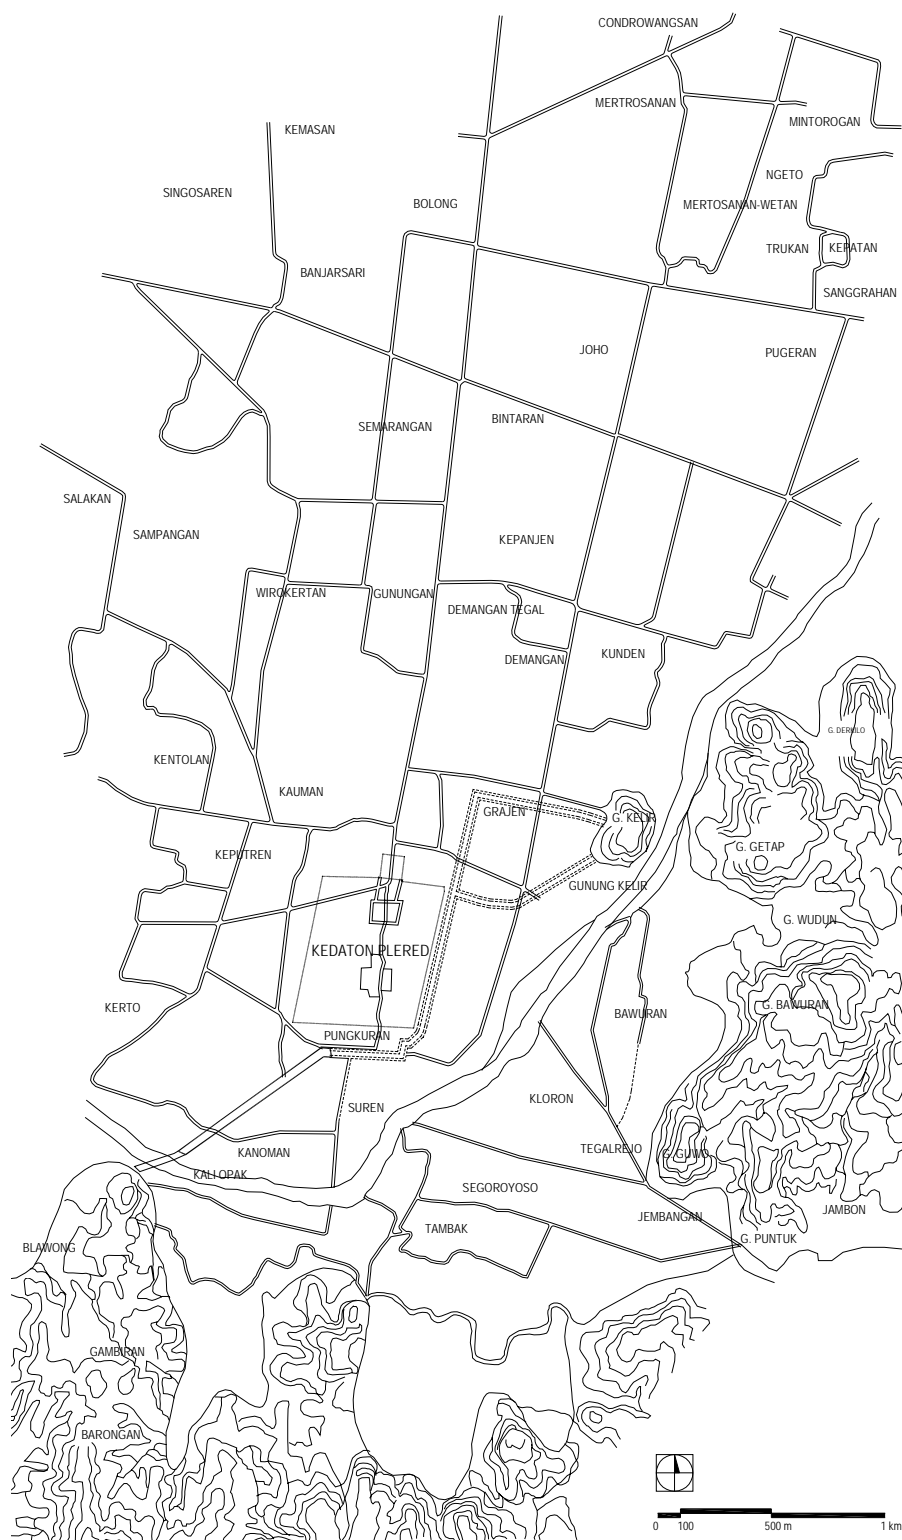 CONDROWANGSAN
MERTROSANAN
MINTOROGAN
KEMASAN
NGETO
SINGOSAREN
BOLONG
MERTOSANAN-WETAN
TRUKAN
KEPATAN
BANJARSARI
SANGGRAHAN
JOHO
PUGERAN
SEMARANGAN
BINTARAN
SALAKAN
SAMPANGAN
KEPANJEN
WIROKERTAN
GUNUNGAN
DEMANGAN TEGAL
DEMANGAN
KUNDEN
G. DERKILO
KENTOLAN
KAUMAN
GRAJEN
G. KELIR
KEPUTREN
G. GETAP
GUNUNG KELIR
G. WUDUN
KEDATON PLERED
KERTO
G. BAWURAN
BAWURAN
PUNGKURAN
SUREN
KLORON
KANOMAN
TEGALREJO
G. GUWO
KALI OPAK
SEGOROYOSO
JEMBANGAN
JAMBON
TAMBAK
G. PUNTUK
BLAWONG
GAMBIRAN
BARONGAN
0 100 500 m 1 km